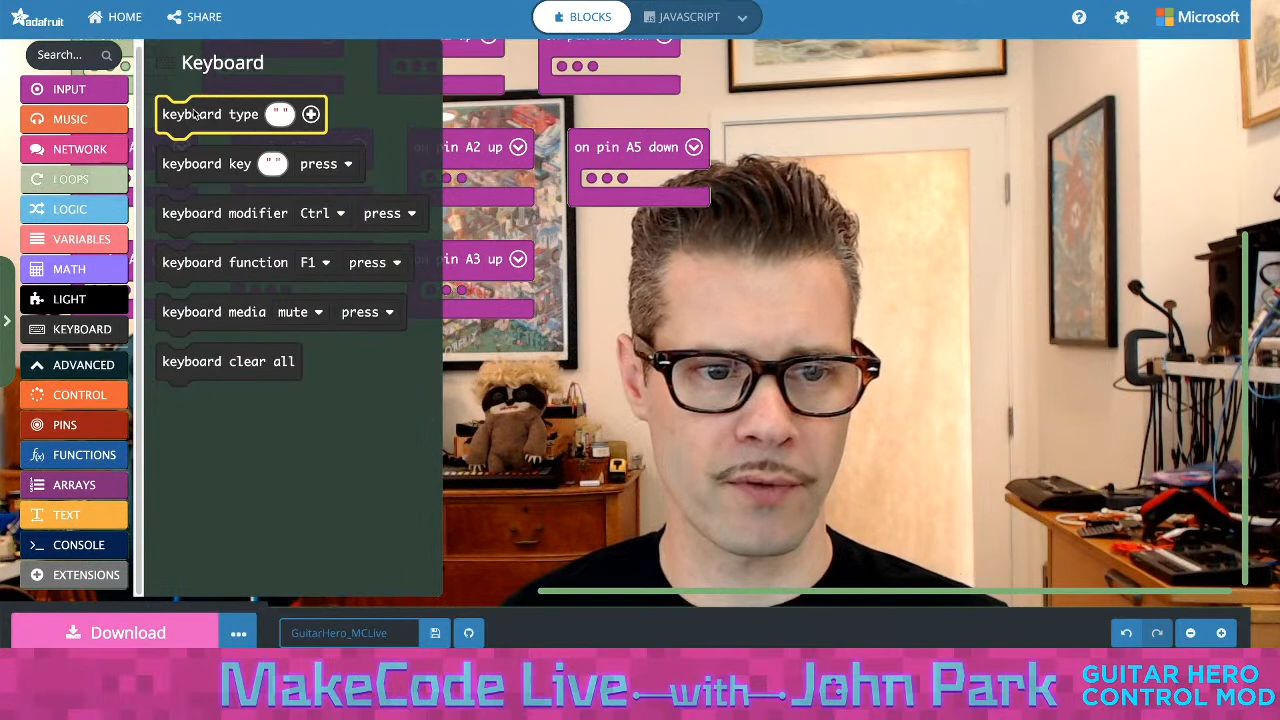 adafruit
HOME
SHARE
BLOCKS
JAVASCRIPT
Microsoft
Search...
INPUT
MUSIC
NETWORK
LOOPS
LOGIC
VARIABLES
MATH
LIGHT
KEYBOARD
ADVANCED
CONTROL
PINS
FUNCTIONS
ARRAYS
TEXT
CONSOLE
EXTENSIONS
Keyboard
keyboard type " "
keyboard key " " press
keyboard modifier Ctrl press
keyboard function F1 press
keyboard media mute press
keyboard clear all
pin A2 up
on pin A5 down
pin A3 up
Download
GuitarHero_MCLive
MakeCode Live with John Park
GUITAR HERO
CONTROL MOD